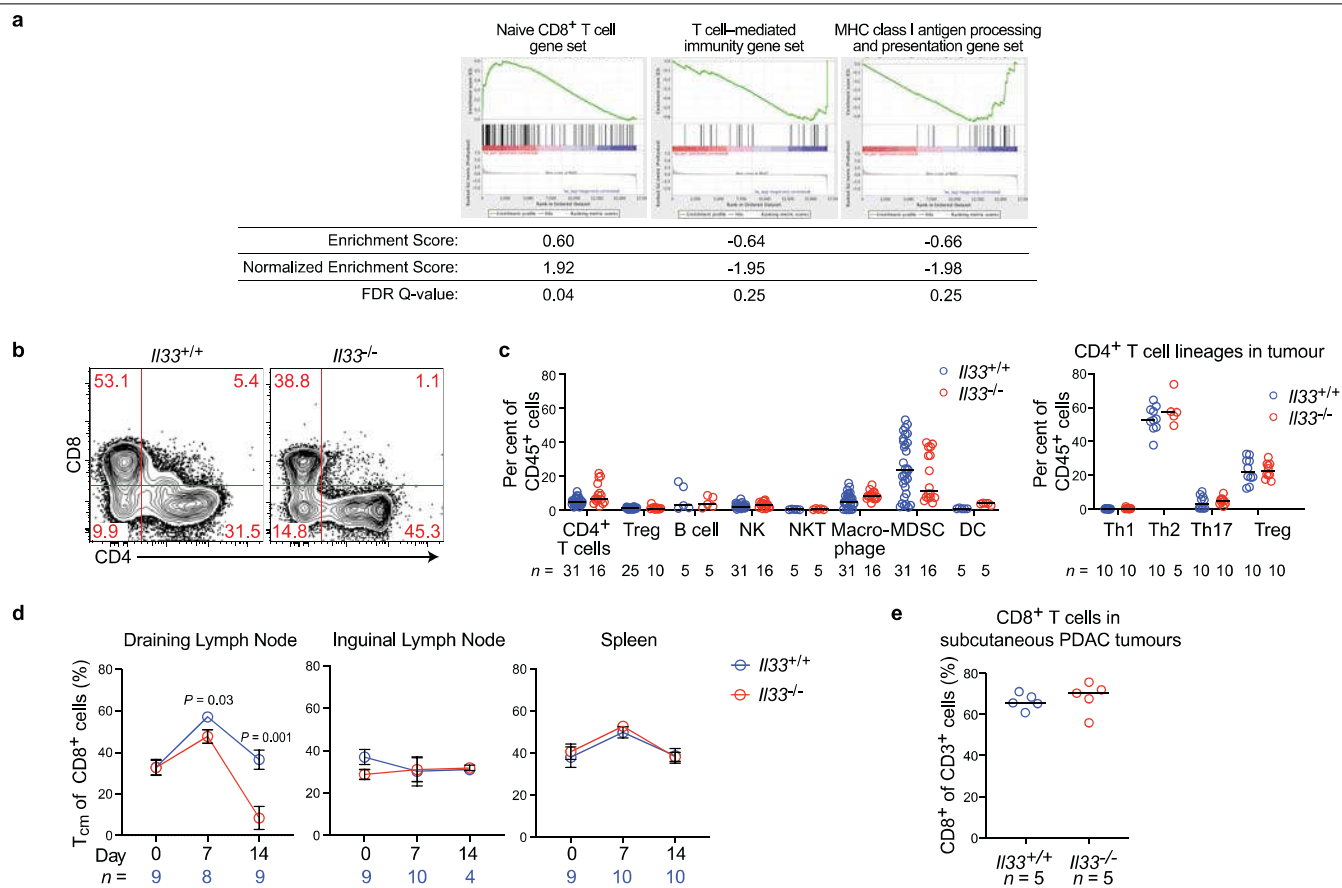 a
Naive CD8+ T cell
gene set
T cell–mediated
immunity gene set
MHC class I antigen processing
and presentation gene set
Enrichment Score: 0.60 -0.64 -0.66
Normalized Enrichment Score: 1.92 -1.95 -1.98
FDR Q-value: 0.04 0.25 0.25
b
Il33+/+ Il33-/-
53.1 5.4 38.8 1.1
CD8
9.9 31.5 14.8 45.3
CD4
c
Per cent of
CD45+ cells
80
60
40
20
0
Il33+/+
Il33-/-
CD4+
T cells
Treg B cell NK NKT Macro-
phage
MDSC DC
n = 31 16 25 10 5 5 31 16 5 5 31 16 31 16 5 5
CD4+ T cell lineages in tumour
Per cent of
CD45+ cells
80
60
40
20
0
Il33+/+
Il33-/-
Th1 Th2 Th17 Treg
n = 10 10 10 5 10 10 10 10
d
Draining Lymph Node
Tcm of CD8+ cells (%)
80
60
40
20
0
P = 0.03
P = 0.001
Day 0 7 14
n = 9 8 9
Inguinal Lymph Node
80
60
40
20
0
0 7 14
9 10 4
Spleen
80
60
40
20
0
0 7 14
9 10 10
Il33+/+
Il33-/-
e
CD8+ T cells in
subcutaneous PDAC tumours
CD8+ of CD3+ cells (%)
80
60
40
20
0
Il33+/+ Il33-/-
n = 5 n = 5